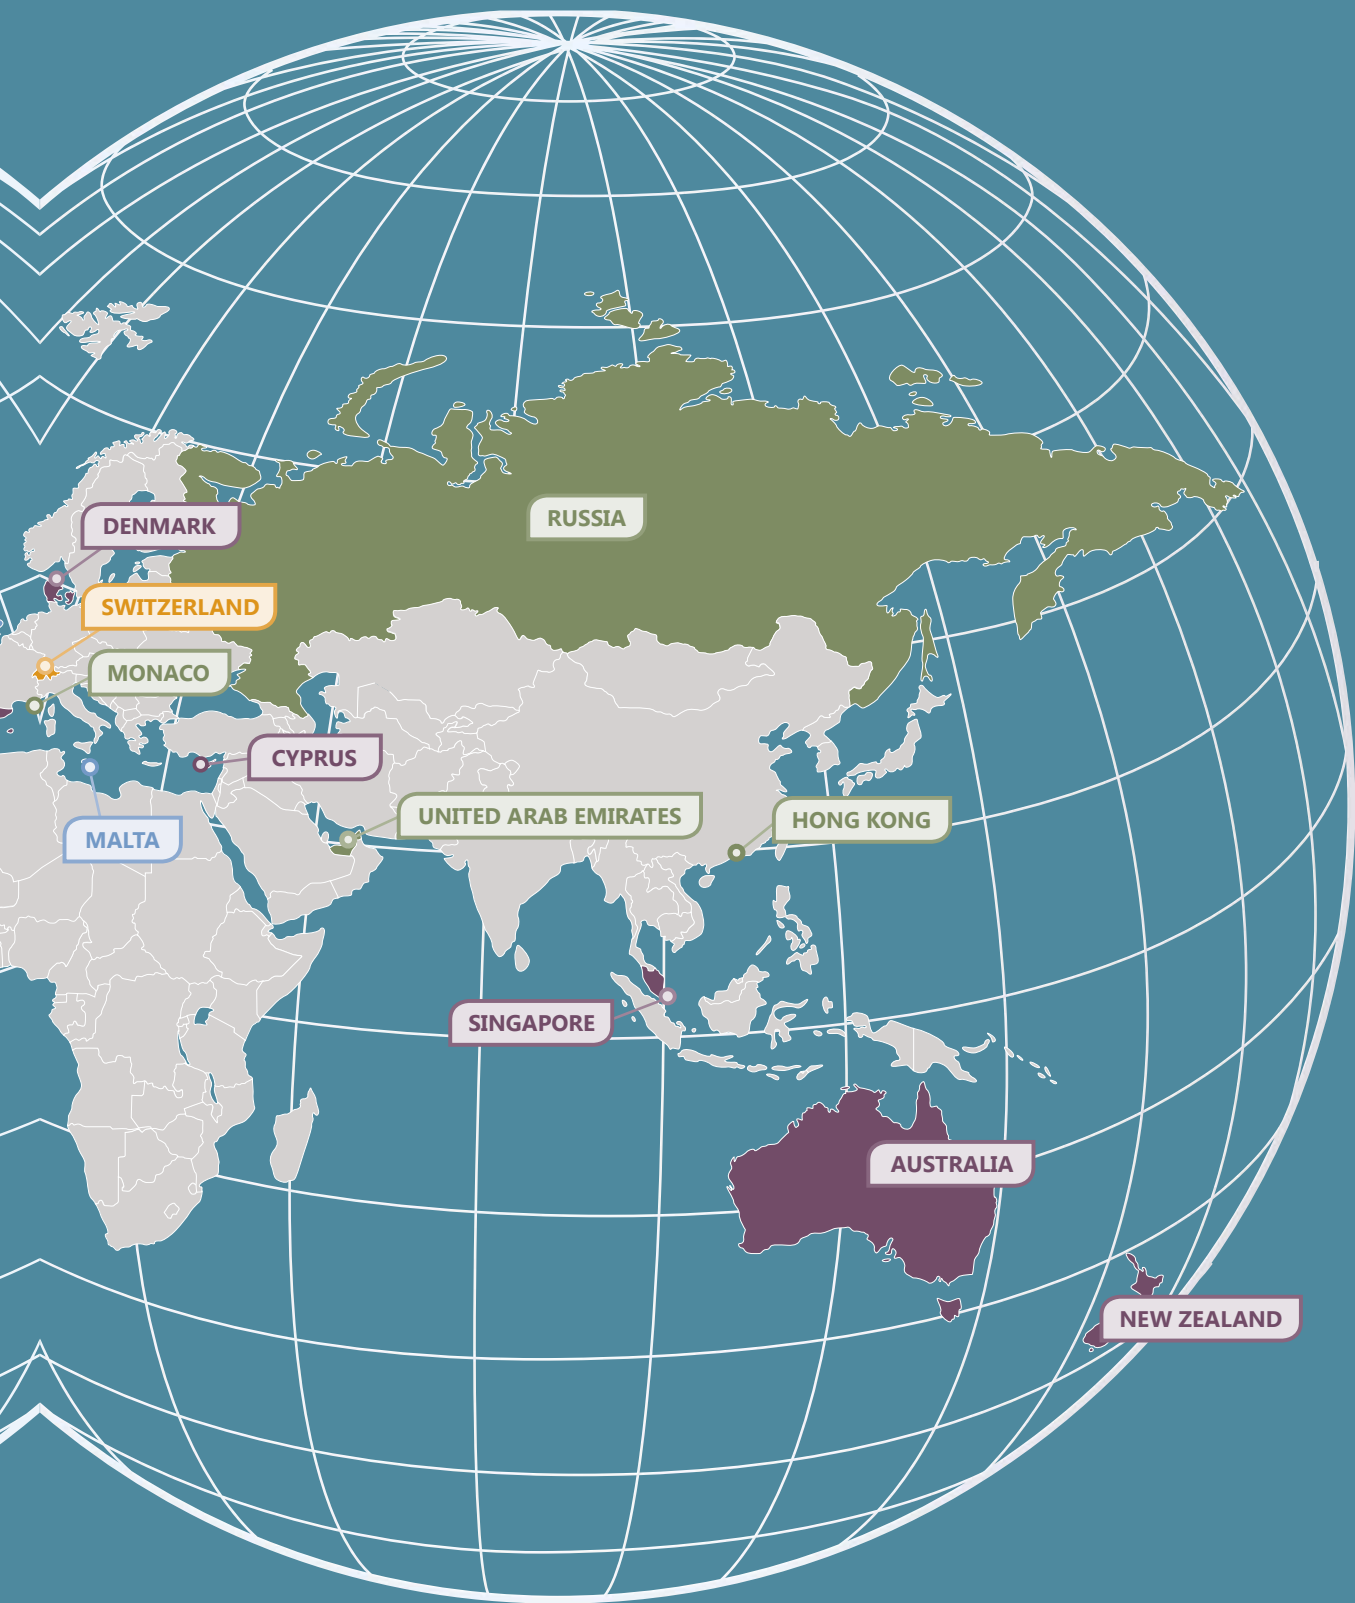 RUSSIA
DENMARK
SWITZERLAND
MONACO
CYPRUS
UNITED ARAB EMIRATES
HONG KONG
MALTA
SINGAPORE
AUSTRALIA
NEW ZEALAND